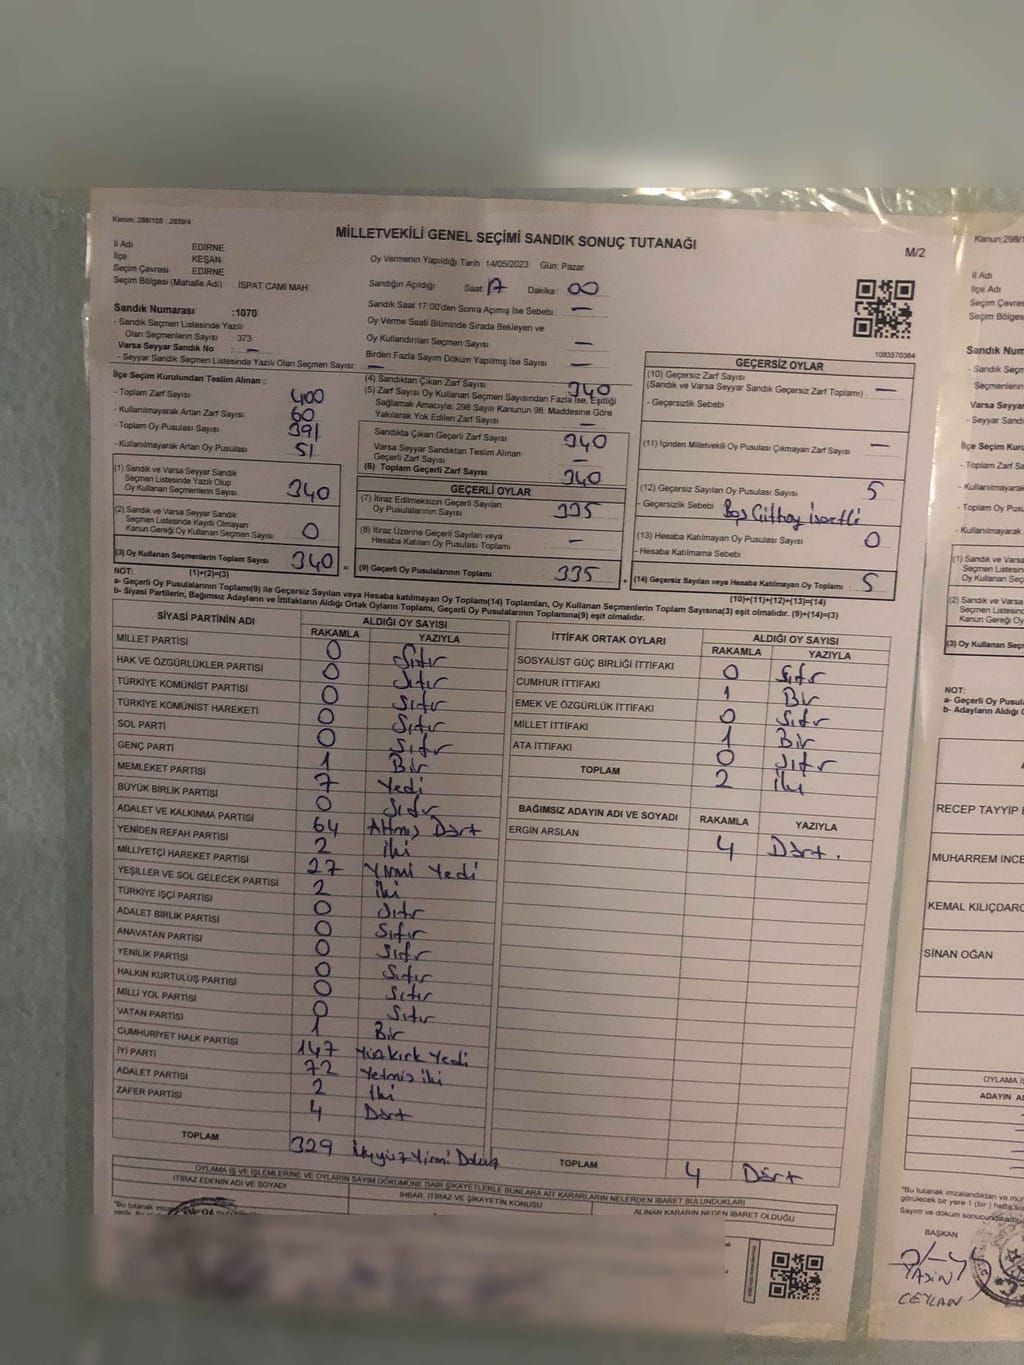 Kanun; 298/105 , 2839/4
MİLLETVEKİLİ GENEL SEÇİMİ SANDIK SONUÇ TUTANAĞI
M/2
İl Adı EDİRNE
İlçe KEŞAN
Seçim Çevresi EDİRNE
Seçim Bölgesi (Mahalle Adı) : İSPAT CAMİ MAH
Oy Vermenin Yapıldığı Tarih: 14/05/2023 Gün: Pazar
Sandığın Açıldığı Saat: 17 Dakika: 00
Sandık Saat 17:00'dan Sonra Açımış İse Sebebi : —
Oy Verme Saati Bitiminde Sırada Bekleyen ve
Oy Kullandırılan Seçmen Sayısı : —
Birden Fazla Sayım Döküm Yapılmış İse Sayısı : —
Sandık Numarası :1070
- Sandık Seçmen Listesinde Yazılı
Olan Seçmenlerin Sayısı : 373
Varsa Seyyar Sandık No : —
- Seyyar Sandık Seçmen Listesinde Yazılı Olan Seçmen Sayısı: —
1083570364
İlçe Seçim Kurulundan Teslim Alınan :
- Toplam Zarf Sayısı : 400
- Kullanılmayarak Artan Zarf Sayısı : 60
- Toplam Oy Pusulası Sayısı : 391
- Kullanılmayarak Artan Oy Pusulası : 51
(1) Sandık ve Varsa Seyyar Sandık
Seçmen Listesinde Yazılı Olup
Oy Kullanan Seçmenlerin Sayısı : 340
(2) Sandık ve Varsa Seyyar Sandık
Seçmen Listesinde Kayıtlı Olmayan
Kanun Gereği Oy Kullanan Seçmen Sayısı : 0
(3) Oy Kullanan Seçmenlerin Toplam Sayısı : 340
(1)+(2)=(3)
(4) Sandıktan Çıkan Zarf Sayısı 340
(5) Zarf Sayısı Oy Kullanan Seçmen Sayısından Fazla İse, Eşitliği
Sağlamak Amacıyla; 298 Sayılı Kanunun 98. Maddesine Göre
Yakılarak Yok Edilen Zarf Sayısı —
Sandıkta Çıkan Geçerli Zarf Sayısı : 340
Varsa Seyyar Sandıktan Teslim Alınan
Geçerli Zarf Sayısı —
(6) Toplam Geçerli Zarf Sayısı : 340
GEÇERLİ OYLAR
(7) İtiraz Edilmeksizin Geçerli Sayılan
Oy Pusulalarının Sayısı : 335
(8) İtiraz Üzerine Geçerli Sayılan veya
Hesaba Katılan Oy Pusulası Toplamı : —
= (9) Geçerli Oy Pusulalarının Toplamı : 335 +
GEÇERSİZ OYLAR
(10) Geçersiz Zarf Sayısı
(Sandık ve Varsa Seyyar Sandık Geçersiz Zarf Toplamı) —
- Geçersizlik Sebebi
(11) İçinden Milletvekili Oy Pusulası Çıkmayan Zarf Sayısı —
(12) Geçersiz Sayılan Oy Pusulası Sayısı : 5
- Geçersizlik Sebebi Boş
(13) Hesaba Katılmayan Oy Pusulası Sayısı : 0
- Hesaba Katılmama Sebebi
(14) Geçersiz Sayılan veya Hesaba Katılmayan Oy Toplamı : 5
(10)+(11)+(12)+(13)=(14)
NOT:
a- Geçerli Oy Pusulalarının Toplamı(9) ile Geçersiz Sayılan veya Hesaba Katılmayan Oy Pusulası Toplamı(14) Toplamları, Oy Kullanan Seçmenlerin Toplam Sayısına(3) eşit olmalıdır. (9)+(14)=(3)
b- Siyasi Partilerin, Bağımsız Adayların ve İttifakların Aldığı Ortak Oyların Toplamı, Geçerli Oy Pusulalarının Toplamına(9) eşit olmalıdır.
SİYASİ PARTİNİN ADI ALDIĞI OY SAYISI
RAKAMLA YAZIYLA
MİLLET PARTİSİ 0 Sıfır
HAK VE ÖZGÜRLÜKLER PARTİSİ 0 Sıfır
TÜRKİYE KOMÜNİST PARTİSİ 0 Sıfır
TÜRKİYE KOMÜNİST HAREKETİ 0 Sıfır
SOL PARTİ 0 Sıfır
GENÇ PARTİ 1 Bir
MEMLEKET PARTİSİ 7 Yedi
BÜYÜK BİRLİK PARTİSİ 0 Sıfır
ADALET VE KALKINMA PARTİSİ 64 Altmış Dört
YENİDEN REFAH PARTİSİ 2 iki
MİLLİYETÇİ HAREKET PARTİSİ 27 Yirmi Yedi
YEŞİLLER VE SOL GELECEK PARTİSİ 2 iki
TÜRKİYE İŞÇİ PARTİSİ 0 Sıfır
ADALET BİRLİK PARTİSİ 0 Sıfır
ANAVATAN PARTİSİ 0 Sıfır
YENİLİK PARTİSİ 0 Sıfır
HALKIN KURTULUŞ PARTİSİ 0 Sıfır
MİLLİ YOL PARTİSİ 0 Sıfır
VATAN PARTİSİ 1 Bir
CUMHURİYET HALK PARTİSİ 147 Yüz kırk Yedi
İYİ PARTİ 72 Yetmiş iki
ADALET PARTİSİ 2 İki
ZAFER PARTİSİ 4 Dört
TOPLAM 329 Üçyüz Yirmi Dokuz
İTTİFAK ORTAK OYLARI ALDIĞI OY SAYISI
RAKAMLA YAZIYLA
SOSYALİST GÜÇ BİRLİĞİ İTTİFAKI 0 Sıfır
CUMHUR İTTİFAKI 1 Bir
EMEK VE ÖZGÜRLÜK İTTİFAKI 0 Sıfır
MİLLET İTTİFAKI 1 Bir
ATA İTTİFAKI 0 Sıfır
TOPLAM 2 İki
BAĞIMSIZ ADAYIN ADI VE SOYADI RAKAMLA YAZIYLA
ERGİN ARSLAN 4 Dört.
TOPLAM 4 Dört
OYLAMA İŞ VE İŞLEMLERİNE VE OYLARIN SAYIM DÖKÜMÜNE DAİR ŞİKAYETLERLE BUNLARA AİT KARARLARIN NELERDEN İBARET BULUNDUKLARI
İTİRAZ EDENİN ADI VE SOYADI İHBAR, İTİRAZ VE ŞİKAYETİN KONUSU ALINAN KARARIN NEDEN İBARET OLDUĞU
"Bu tutanak
Kanun;298/1
İl Adı
İlçe Adı
Seçim Çevresi
Seçim Bölgesi
Sandık Num
- Sandık Seçm
Seçmenlerin
Varsa Seyyar
- Seyyar Sandık
İlçe Seçim Kuru
- Toplam Zarf
- Kullanılmayarak
- Toplam Oy Pusu
- Kullanılmayarak
(1) Sandık ve Varsa
Seçmen Listesin
Oy Kullanan Seç
(2) Sandık ve Varsa
Seçmen Listesin
Kanun Gereği Oy
(3) Oy Kullanan Seçm
NOT:
a- Geçerli Oy Pusula
b- Adayların Aldığı O
RECEP TAYYİP E
MUHARREM İNCE
KEMAL KILIÇDARO
SİNAN OĞAN
OYLAMA İŞ
ADAYIN A
"Bu tutanak imzalandıktan ve mü
görülecek bir yere 1 (bir) hafta
Sayım ve döküm sonucunda
BAŞKAN
YASİN
CEYLAN